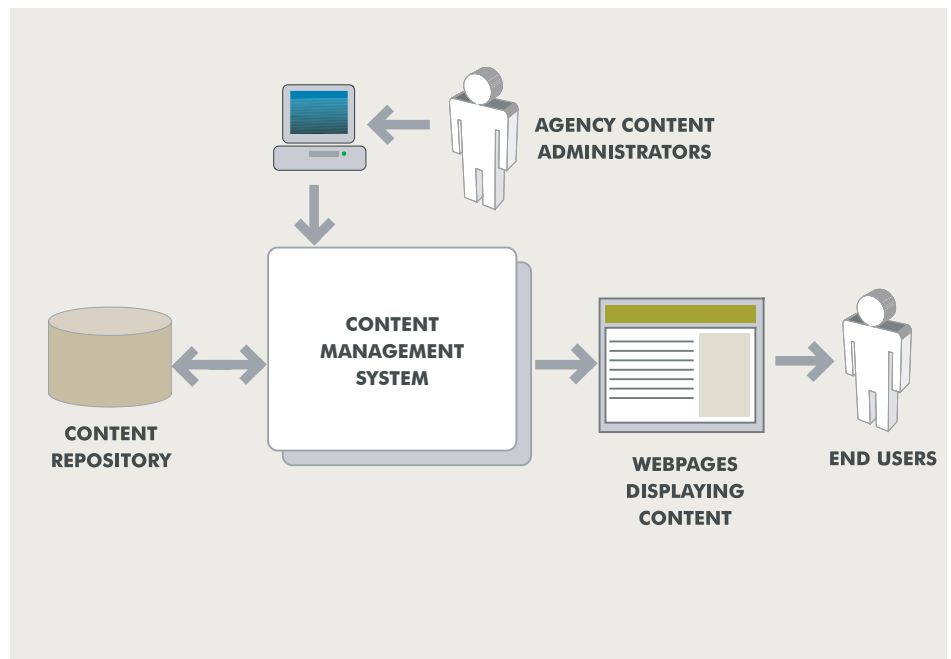 AGENCY CONTENT
ADMINISTRATORS
CONTENT
MANAGEMENT
SYSTEM
CONTENT
REPOSITORY
WEBPAGES
DISPLAYING
CONTENT
END USERS